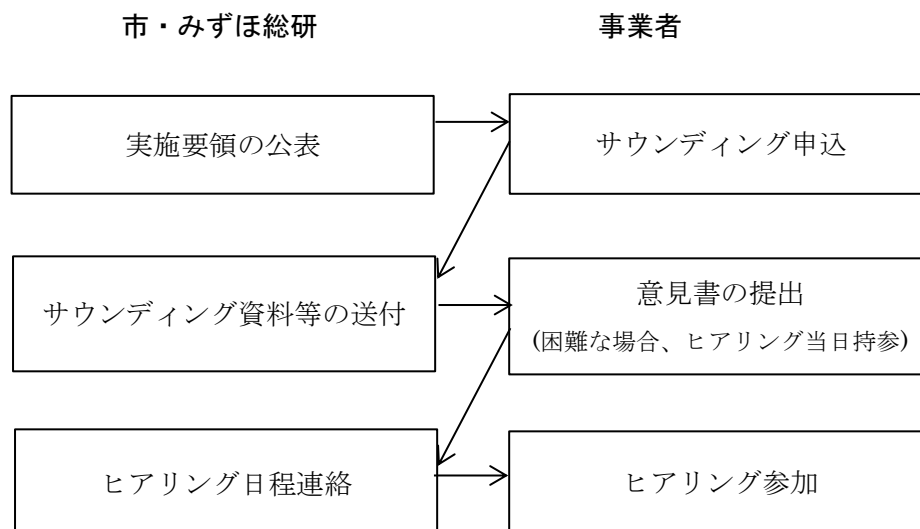 市・みずほ総研
事業者
実施要領の公表
サウンディング申込
サウンディング資料等の送付
意見書の提出
(困難な場合、ヒアリング当日持参)
ヒアリング日程連絡
ヒアリング参加